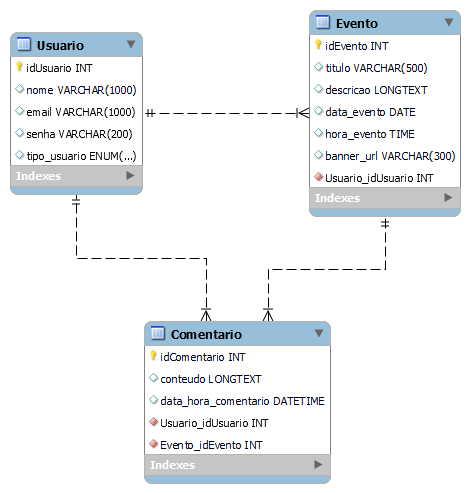 Usuario
idUsuario INT
nome VARCHAR(1000)
email VARCHAR(1000)
senha VARCHAR(200)
tipo_usuario ENUM(...)
Indexes
Evento
idEvento INT
titulo VARCHAR(500)
descricao LONGTEXT
data_evento DATE
hora_evento TIME
banner_url VARCHAR(300)
Usuario_idUsuario INT
Indexes
Comentario
idComentario INT
conteudo LONGTEXT
data_hora_comentario DATETIME
Usuario_idUsuario INT
Evento_idEvento INT
Indexes